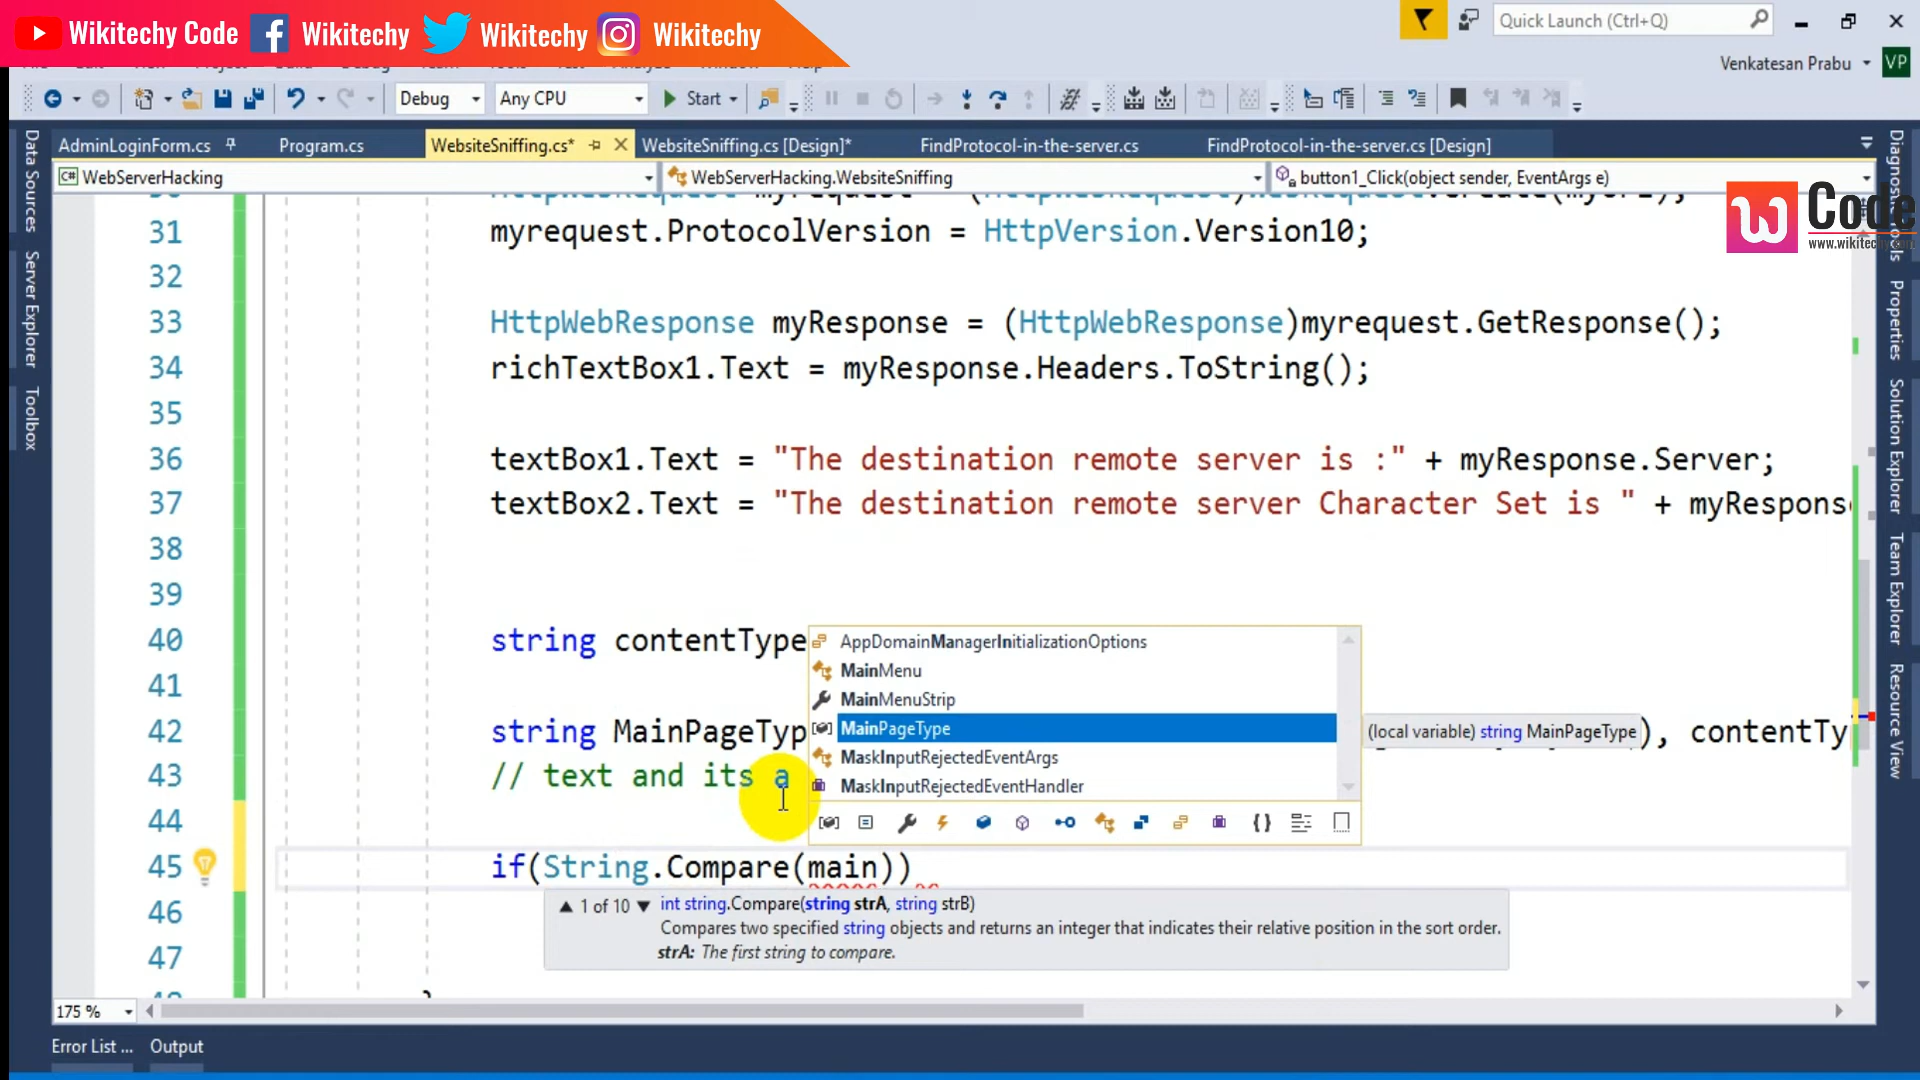 Wikitechy Code Wikitechy Wikitechy Wikitechy
Quick Launch (Ctrl+Q)
Venkatesan Prabu VP
Debug Any CPU Start
AdminLoginForm.cs Program.cs WebsiteSniffing.cs* WebsiteSniffing.cs [Design]* FindProtocol-in-the-server.cs FindProtocol-in-the-server.cs [Design]
C# WebServerHacking WebServerHacking.WebsiteSniffing button1_Click(object sender, EventArgs e)
W Code
www.wikitechy.com
31 myrequest.ProtocolVersion = HttpVersion.Version10;
32
33 HttpWebResponse myResponse = (HttpWebResponse)myrequest.GetResponse();
34 richTextBox1.Text = myResponse.Headers.ToString();
35
36 textBox1.Text = "The destination remote server is :" + myResponse.Server;
37 textBox2.Text = "The destination remote server Character Set is " + myRespons
38
39
40 string contentType
41
42 string MainPageTyp ), contentTy
43 // text and its a
44
45 if(String.Compare(main))
46
47
AppDomainManagerInitializationOptions
MainMenu
MainMenuStrip
MainPageType
MaskInputRejectedEventArgs
MaskInputRejectedEventHandler
(local variable) string MainPageType
1 of 10 int string.Compare(string strA, string strB)
Compares two specified string objects and returns an integer that indicates their relative position in the sort order.
strA: The first string to compare.
175 %
Error List ... Output
Data Sources
Server Explorer
Toolbox
Properties
Solution Explorer
Team Explorer
Resource View